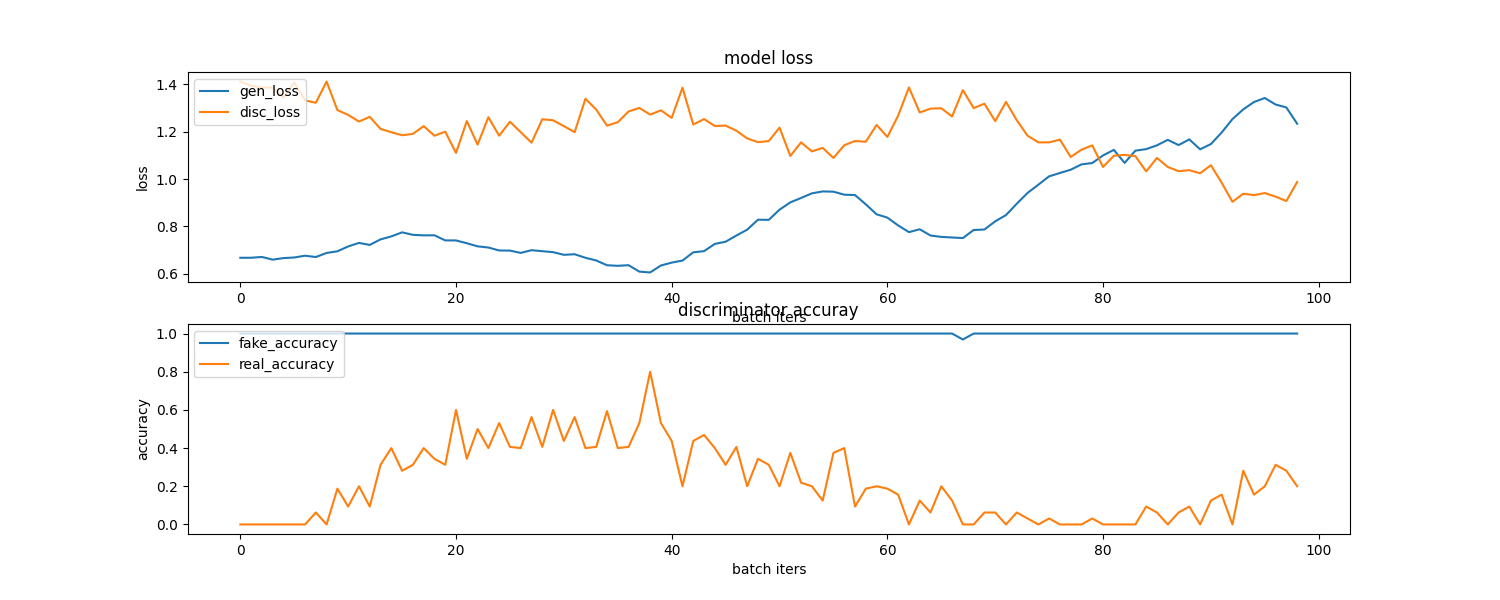 model loss
1.4
1.2
1.0
0.8
0.6
loss
gen_loss
disc_loss
0 20 40 60 80 100
batch iters
discriminator accuray
1.0
0.8
0.6
0.4
0.2
0.0
accuracy
fake_accuracy
real_accuracy
0 20 40 60 80 100
batch iters